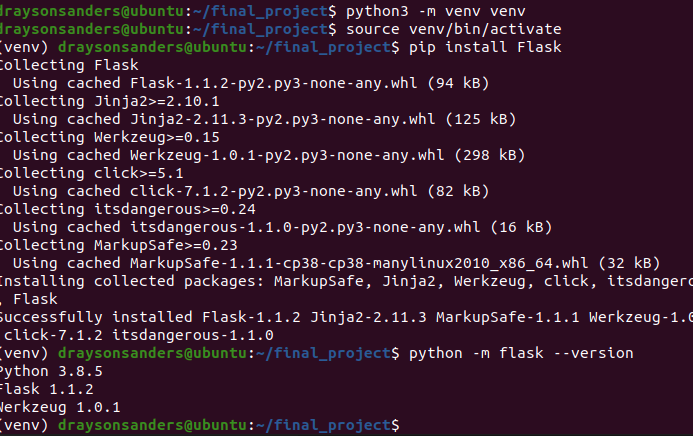 draysonsanders@ubuntu:~/final_project$ python3 -m venv venv
draysonsanders@ubuntu:~/final_project$ source venv/bin/activate
(venv) draysonsanders@ubuntu:~/final_project$ pip install Flask
Collecting Flask
  Using cached Flask-1.1.2-py2.py3-none-any.whl (94 kB)
Collecting Jinja2>=2.10.1
  Using cached Jinja2-2.11.3-py2.py3-none-any.whl (125 kB)
Collecting Werkzeug>=0.15
  Using cached Werkzeug-1.0.1-py2.py3-none-any.whl (298 kB)
Collecting click>=5.1
  Using cached click-7.1.2-py2.py3-none-any.whl (82 kB)
Collecting itsdangerous>=0.24
  Using cached itsdangerous-1.1.0-py2.py3-none-any.whl (16 kB)
Collecting MarkupSafe>=0.23
  Using cached MarkupSafe-1.1.1-cp38-cp38-manylinux2010_x86_64.whl (32 kB)
Installing collected packages: MarkupSafe, Jinja2, Werkzeug, click, itsdangero
, Flask
Successfully installed Flask-1.1.2 Jinja2-2.11.3 MarkupSafe-1.1.1 Werkzeug-1.0
click-7.1.2 itsdangerous-1.1.0
(venv) draysonsanders@ubuntu:~/final_project$ python -m flask --version
Python 3.8.5
Flask 1.1.2
Werkzeug 1.0.1
(venv) draysonsanders@ubuntu:~/final_project$